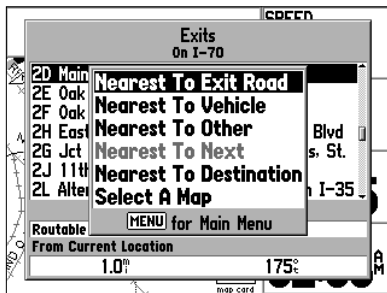 SPEED
Exits
On I-70
2D Main
2E Oak
2F Oak
2H East Blvd
2G Jct s, St.
2J 11th
2L Alter I-35
Nearest To Exit Road
Nearest To Vehicle
Nearest To Other
Nearest To Next
Nearest To Destination
Select A Map
MENU for Main Menu
Routable
From Current Location
1.0 mi
175°
map card